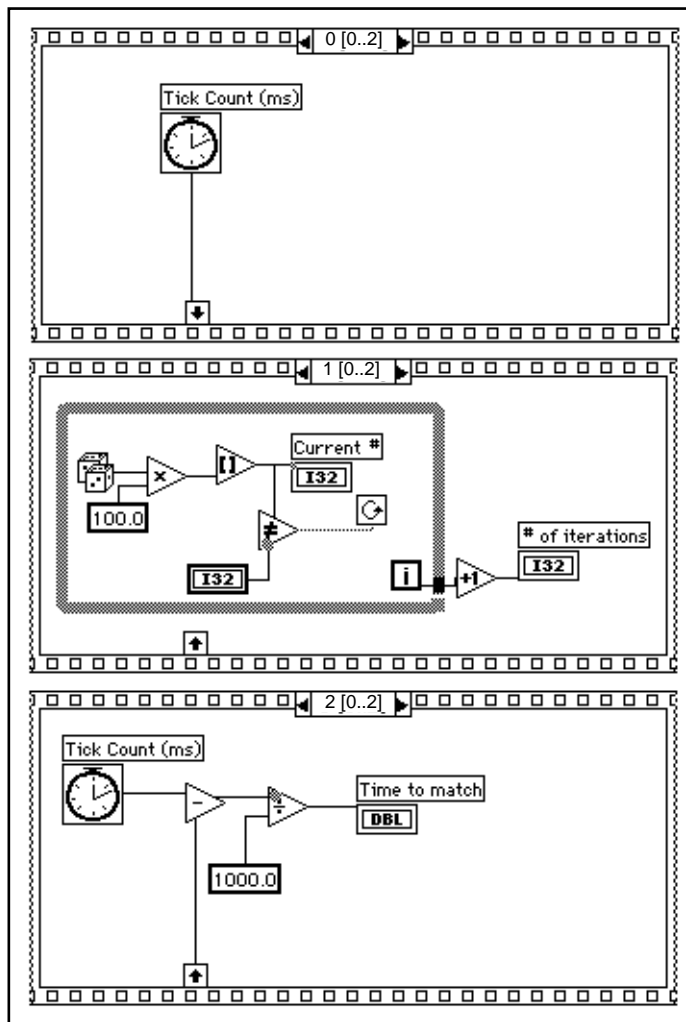 0 [0..2]
Tick Count (ms)
1 [0..2]
Current #
I32
[]
×
100.0
≠
I32
i
+1
# of iterations
I32
2 [0..2]
Tick Count (ms)
−
÷
Time to match
DBL
1000.0